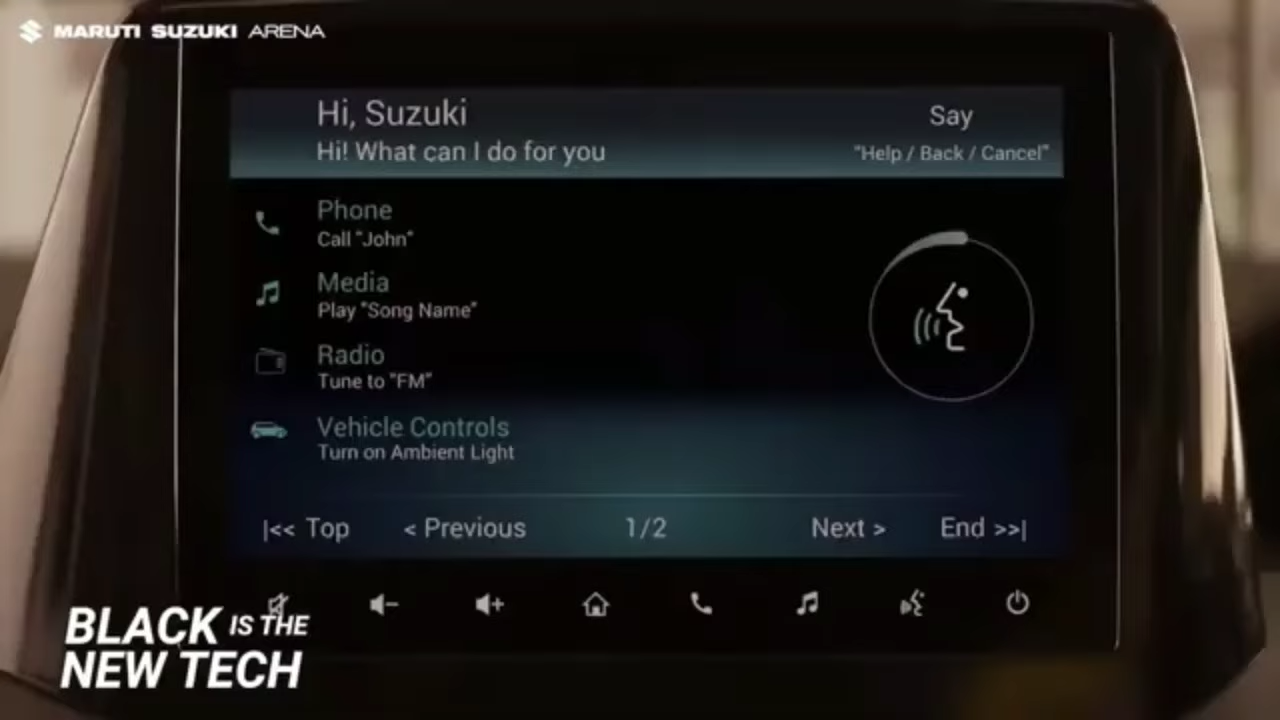 MARUTI SUZUKI ARENA
Hi, Suzuki
Say
Hi! What can I do for you
"Help / Back / Cancel"
Phone
Call "John"
Media
Play "Song Name"
Radio
Tune to "FM"
Vehicle Controls
Turn on Ambient Light
|<< Top < Previous 1/2 Next > End >>|
BLACK IS THE
NEW TECH